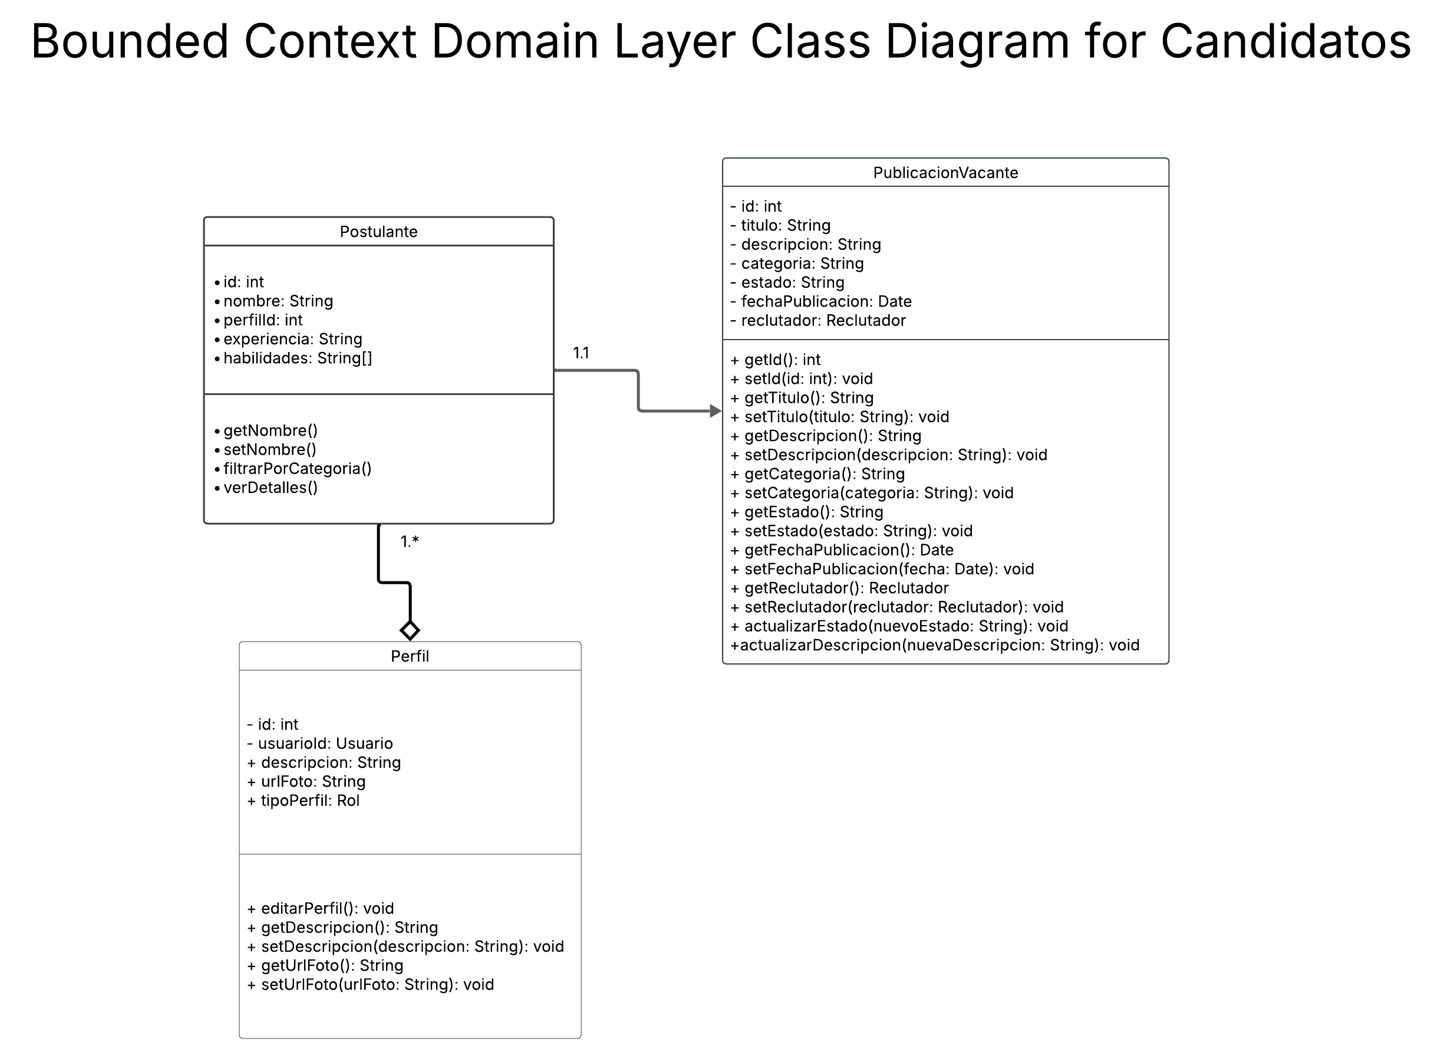 Bounded Context Domain Layer Class Diagram for Candidatos
Postulante
• id: int
• nombre: String
• perfilId: int
• experiencia: String
• habilidades: String[]
• getNombre()
• setNombre()
• filtrarPorCategoria()
• verDetalles()
1.1
1.*
PublicacionVacante
- id: int
- titulo: String
- descripcion: String
- categoria: String
- estado: String
- fechaPublicacion: Date
- reclutador: Reclutador
+ getId(): int
+ setId(id: int): void
+ getTitulo(): String
+ setTitulo(titulo: String): void
+ getDescripcion(): String
+ setDescripcion(descripcion: String): void
+ getCategoria(): String
+ setCategoria(categoria: String): void
+ getEstado(): String
+ setEstado(estado: String): void
+ getFechaPublicacion(): Date
+ setFechaPublicacion(fecha: Date): void
+ getReclutador(): Reclutador
+ setReclutador(reclutador: Reclutador): void
+ actualizarEstado(nuevoEstado: String): void
+actualizarDescripcion(nuevaDescripcion: String): void
Perfil
- id: int
- usuarioId: Usuario
+ descripcion: String
+ urlFoto: String
+ tipoPerfil: Rol
+ editarPerfil(): void
+ getDescripcion(): String
+ setDescripcion(descripcion: String): void
+ getUrlFoto(): String
+ setUrlFoto(urlFoto: String): void